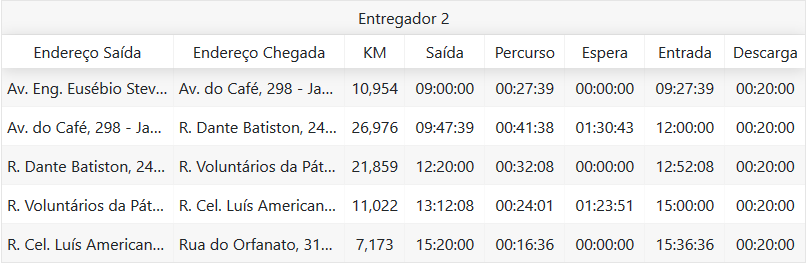 Entregador 2
Endereço Saída Endereço Chegada KM Saída Percurso Espera Entrada Descarga
Av. Eng. Eusébio Stev... Av. do Café, 298 - Ja... 10,954 09:00:00 00:27:39 00:00:00 09:27:39 00:20:00
Av. do Café, 298 - Ja... R. Dante Batiston, 24... 26,976 09:47:39 00:41:38 01:30:43 12:00:00 00:20:00
R. Dante Batiston, 24... R. Voluntários da Pát... 21,859 12:20:00 00:32:08 00:00:00 12:52:08 00:20:00
R. Voluntários da Pát... R. Cel. Luís American... 11,022 13:12:08 00:24:01 01:23:51 15:00:00 00:20:00
R. Cel. Luís American... Rua do Orfanato, 31... 7,173 15:20:00 00:16:36 00:00:00 15:36:36 00:20:00